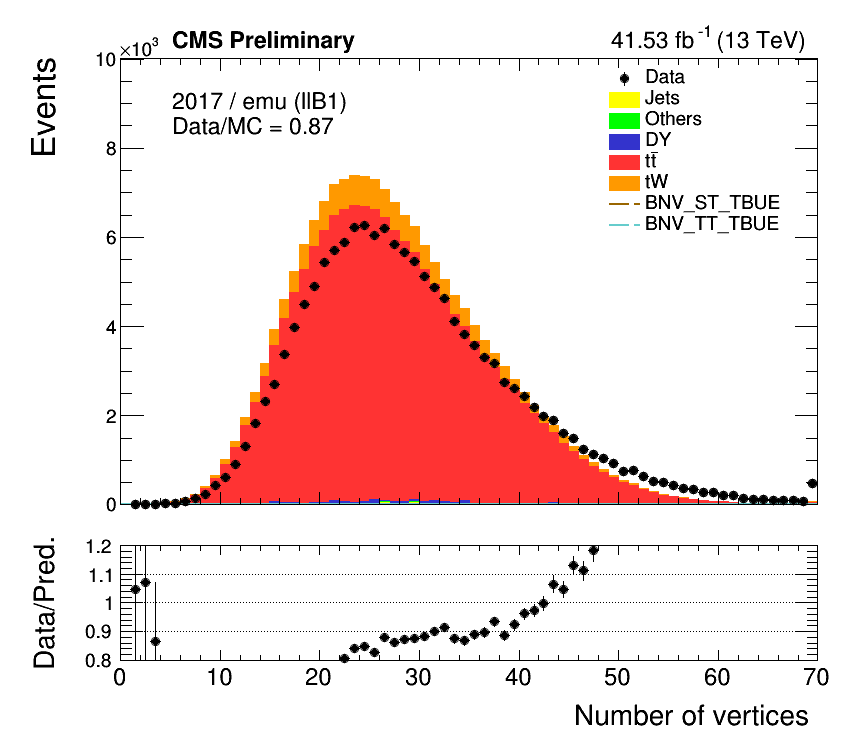 CMS Preliminary
41.53 fb⁻¹ (13 TeV)
10 ×10³
Events
2017 / emu (llB1)
Data/MC = 0.87
Data
Jets
Others
DY
tt̄
tW
BNV_ST_TBUE
BNV_TT_TBUE
8
6
4
2
0
Data/Pred.
1.2
1.1
1
0.9
0.8
0 10 20 30 40 50 60 70
Number of vertices